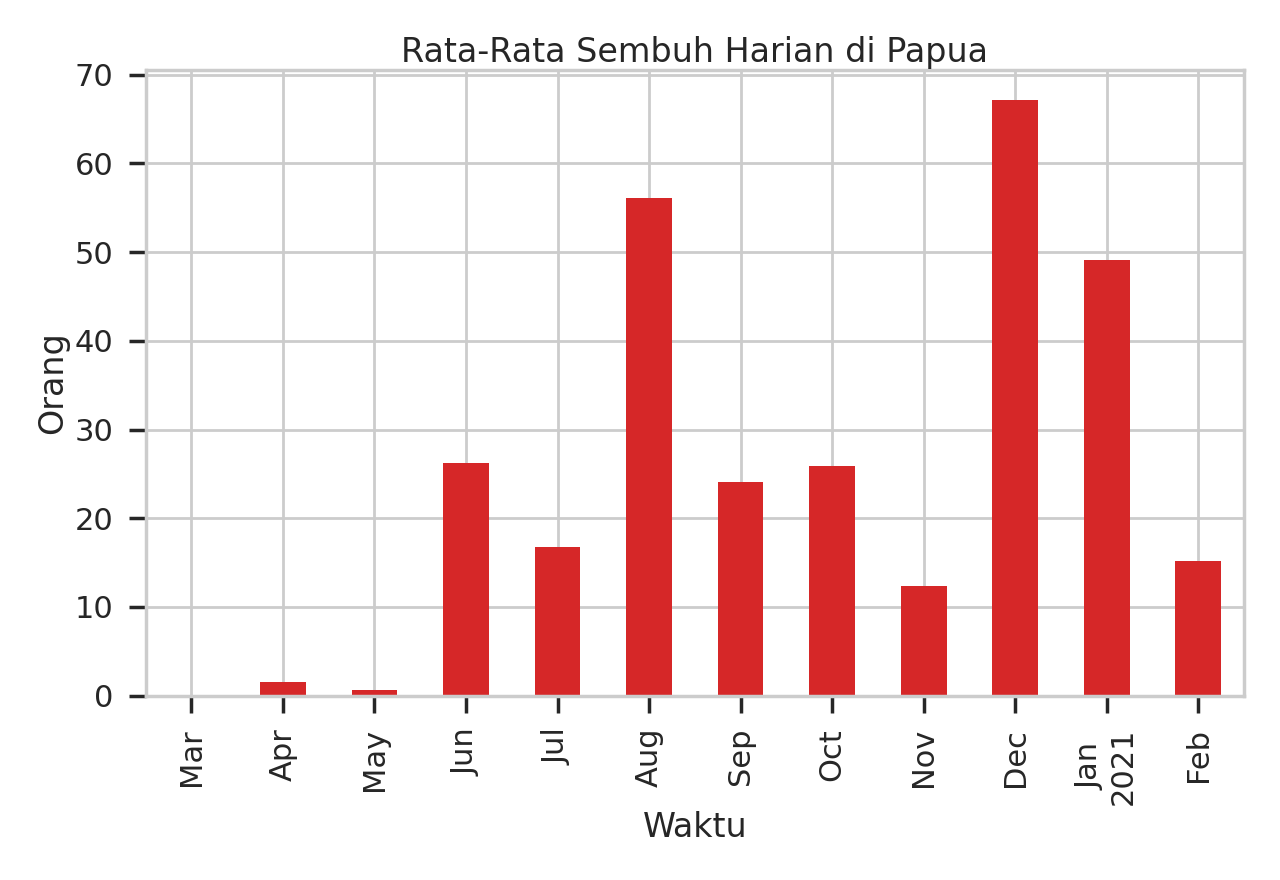 Rata-Rata Sembuh Harian di Papua
70
60
50
40
30
20
10
0
Orang
Mar
Apr
May
Jun
Jul
Aug
Sep
Oct
Nov
Dec
Jan
2021
Feb
Waktu